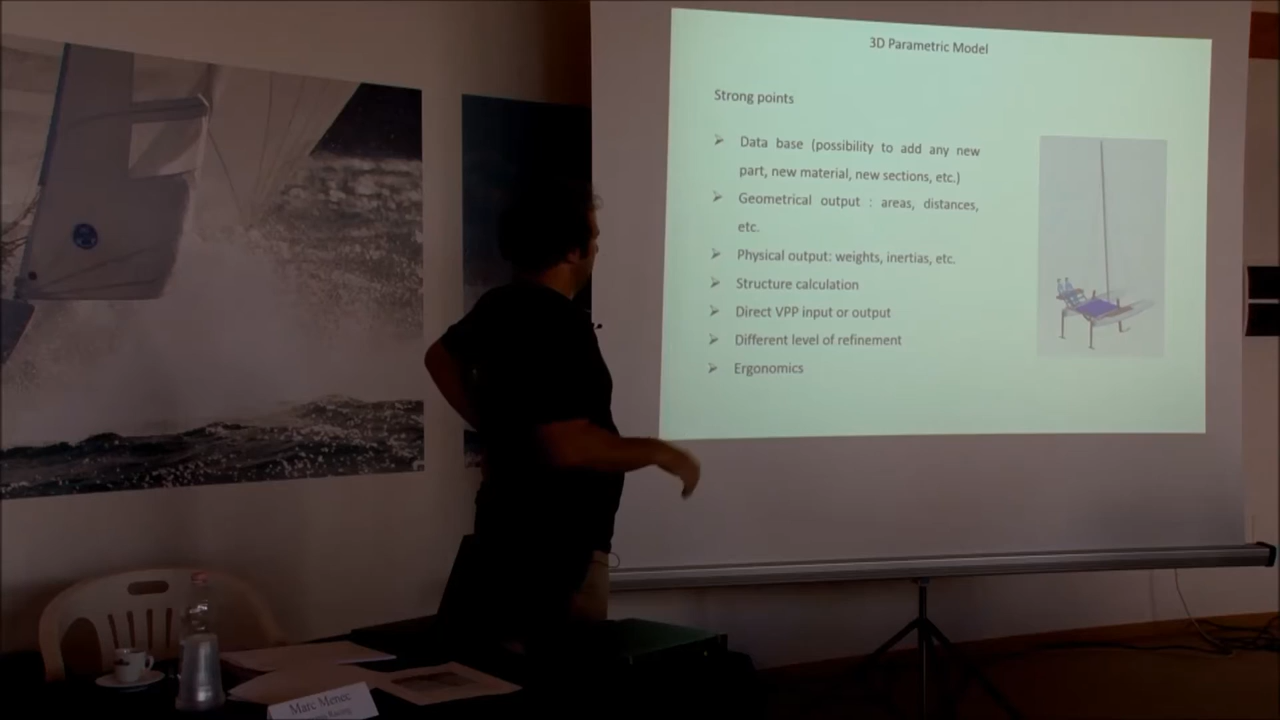 3D Parametric Model
Strong points
Data base (possibility to add any new
part, new material, new sections, etc.)
Geometrical output : areas, distances,
etc.
Physical output: weights, inertias, etc.
Structure calculation
Direct VPP input or output
Different level of refinement
Ergonomics
Marc Menec
Racing